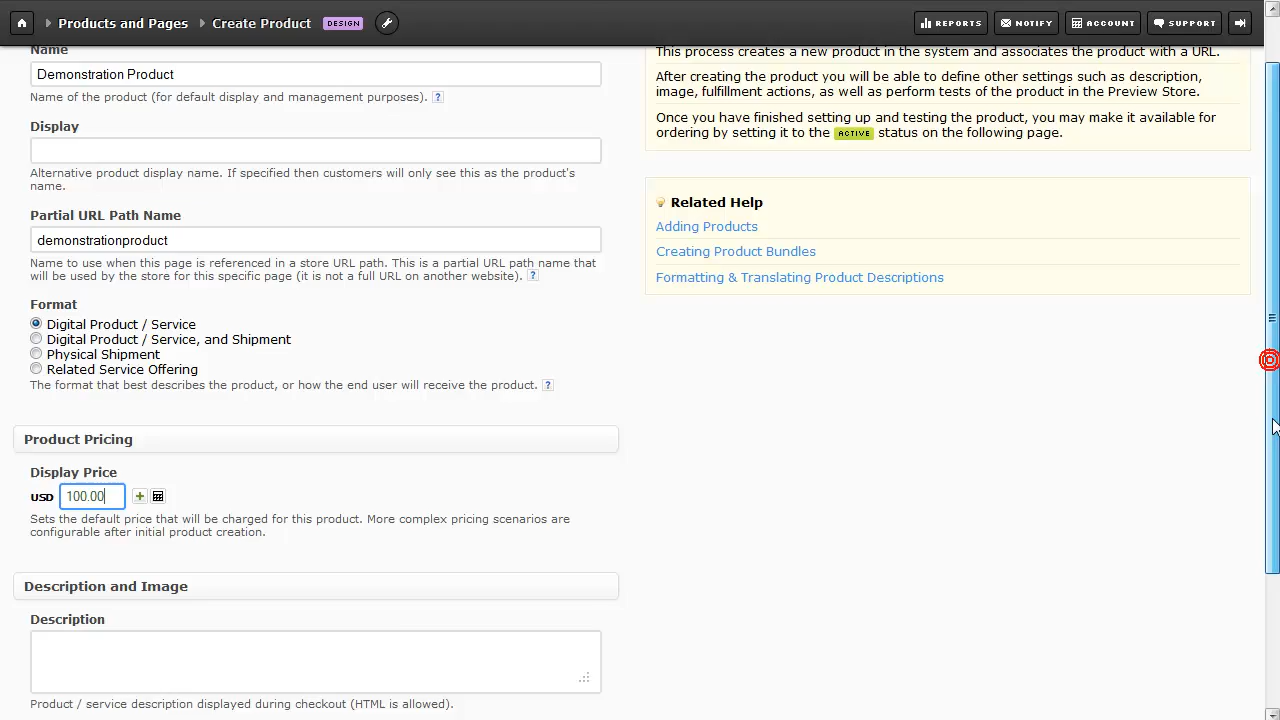 Products and Pages Create Product DESIGN REPORTS NOTIFY ACCOUNT SUPPORT
Name
Demonstration Product
Name of the product (for default display and management purposes). ?
Display
Alternative product display name. If specified then customers will only see this as the product's
name.
Partial URL Path Name
demonstrationproduct
Name to use when this page is referenced in a store URL path. This is a partial URL path name that
will be used by the store for this specific page (it is not a full URL on another website). ?
Format
Digital Product / Service
Digital Product / Service, and Shipment
Physical Shipment
Related Service Offering
The format that best describes the product, or how the end user will receive the product. ?
Product Pricing
Display Price
USD 100.00
Sets the default price that will be charged for this product. More complex pricing scenarios are
configurable after initial product creation.
Description and Image
Description
Product / service description displayed during checkout (HTML is allowed).
This process creates a new product in the system and associates the product with a URL.
After creating the product you will be able to define other settings such as description,
image, fulfillment actions, as well as perform tests of the product in the Preview Store.
Once you have finished setting up and testing the product, you may make it available for
ordering by setting it to the ACTIVE status on the following page.
Related Help
Adding Products
Creating Product Bundles
Formatting & Translating Product Descriptions